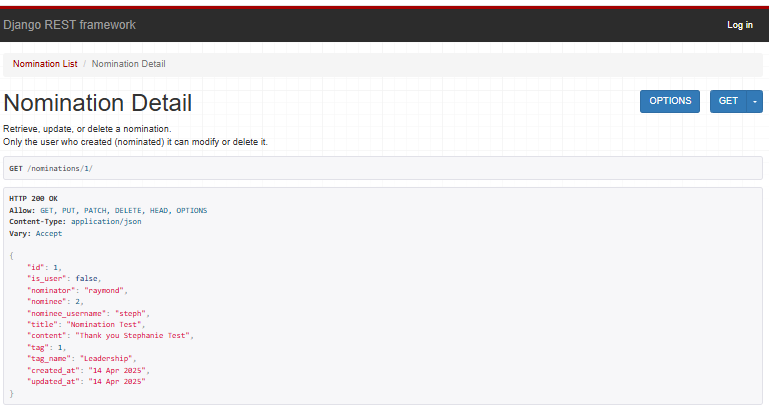 Django REST framework
Log in
Nomination List / Nomination Detail
Nomination Detail
OPTIONS
GET
Retrieve, update, or delete a nomination.
Only the user who created (nominated) it can modify or delete it.
GET /nominations/1/
HTTP 200 OK
Allow: GET, PUT, PATCH, DELETE, HEAD, OPTIONS
Content-Type: application/json
Vary: Accept
{
    "id": 1,
    "is_user": false,
    "nominator": "raymond",
    "nominee": 2,
    "nominee_username": "steph",
    "title": "Nomination Test",
    "content": "Thank you Stephanie Test",
    "tag": 1,
    "tag_name": "Leadership",
    "created_at": "14 Apr 2025",
    "updated_at": "14 Apr 2025"
}